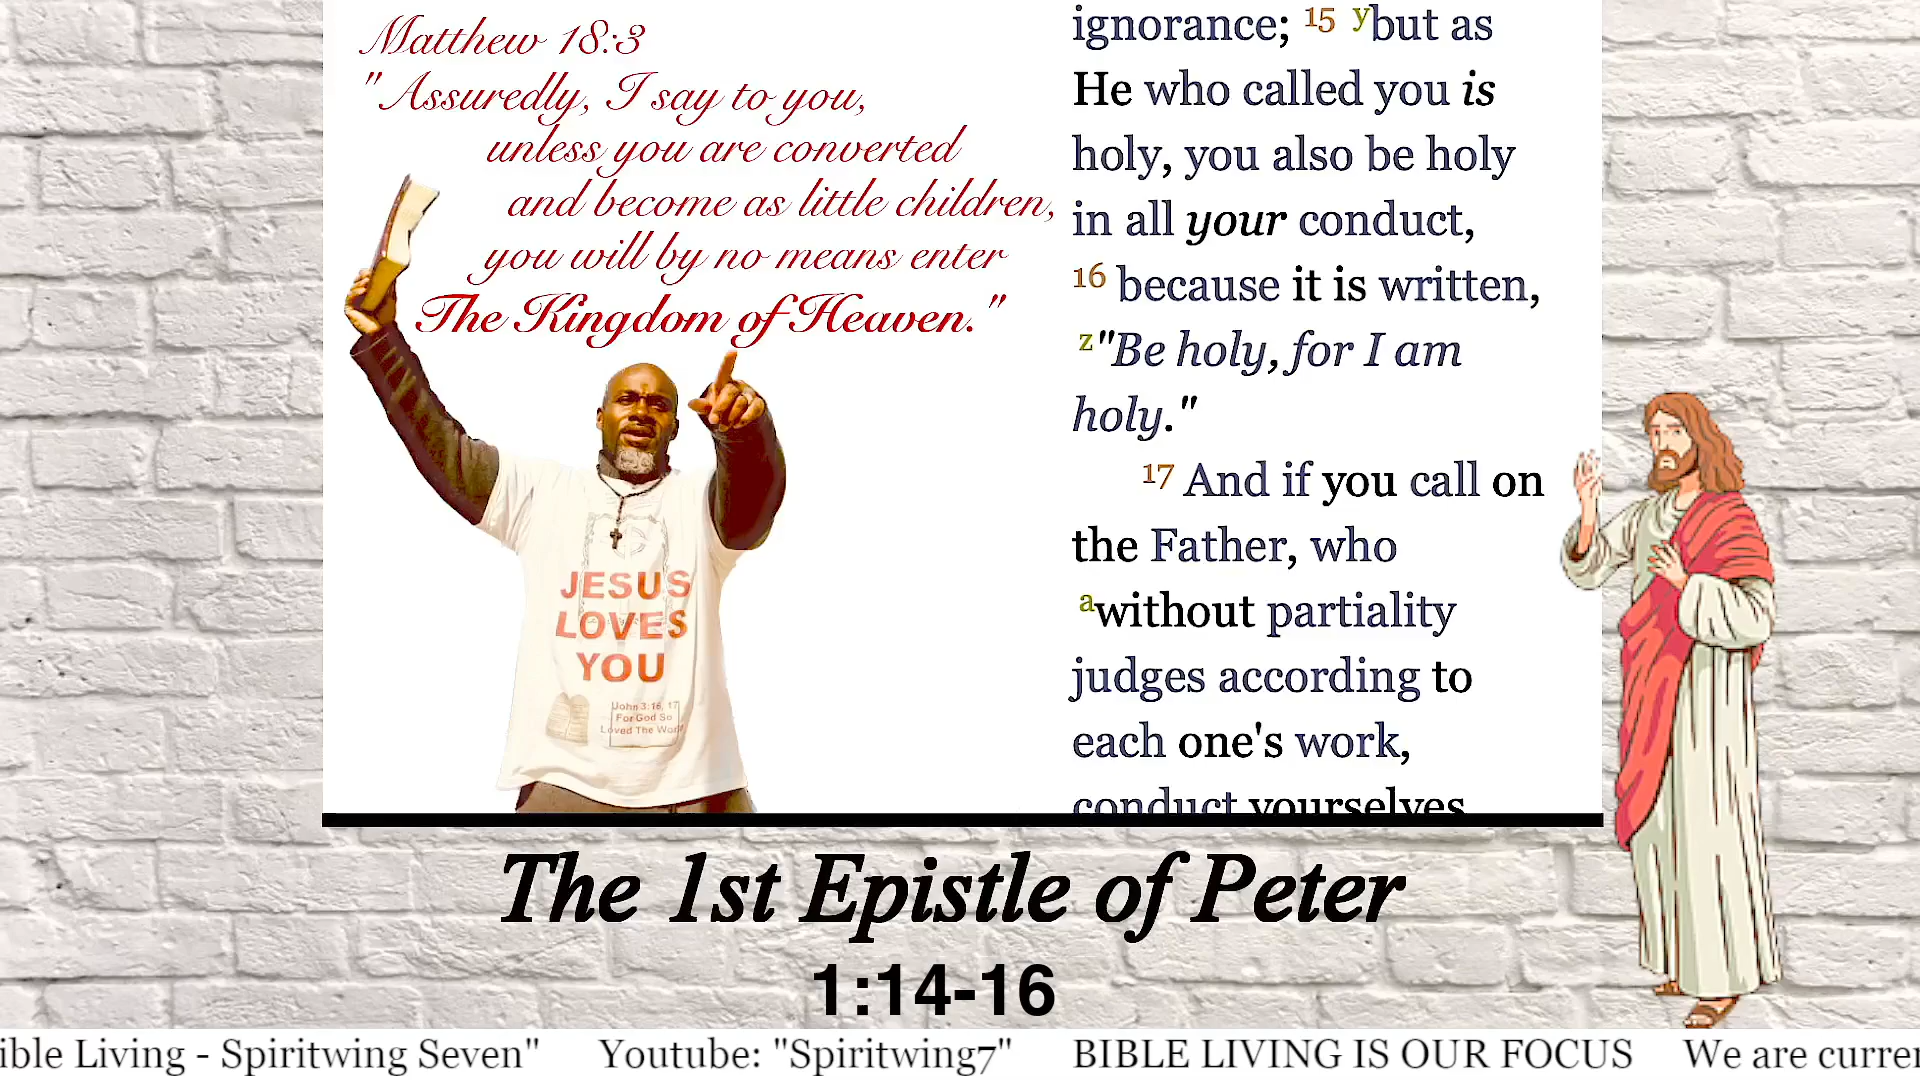 Matthew 18:3
"Assuredly, I say to you,
unless you are converted
and become as little children,
you will by no means enter
The Kingdom of Heaven."
JESUS
LOVES
YOU
John 3:16, 17
For God So
Loved The World
ignorance; 15 ybut as
He who called you is
holy, you also be holy
in all your conduct,
16 because it is written,
z"Be holy, for I am
holy."
17 And if you call on
the Father, who
awithout partiality
judges according to
each one's work,
conduct yourselves
The 1st Epistle of Peter
1:14-16
ible Living - Spiritwing Seven" Youtube: "Spiritwing7" BIBLE LIVING IS OUR FOCUS We are curren